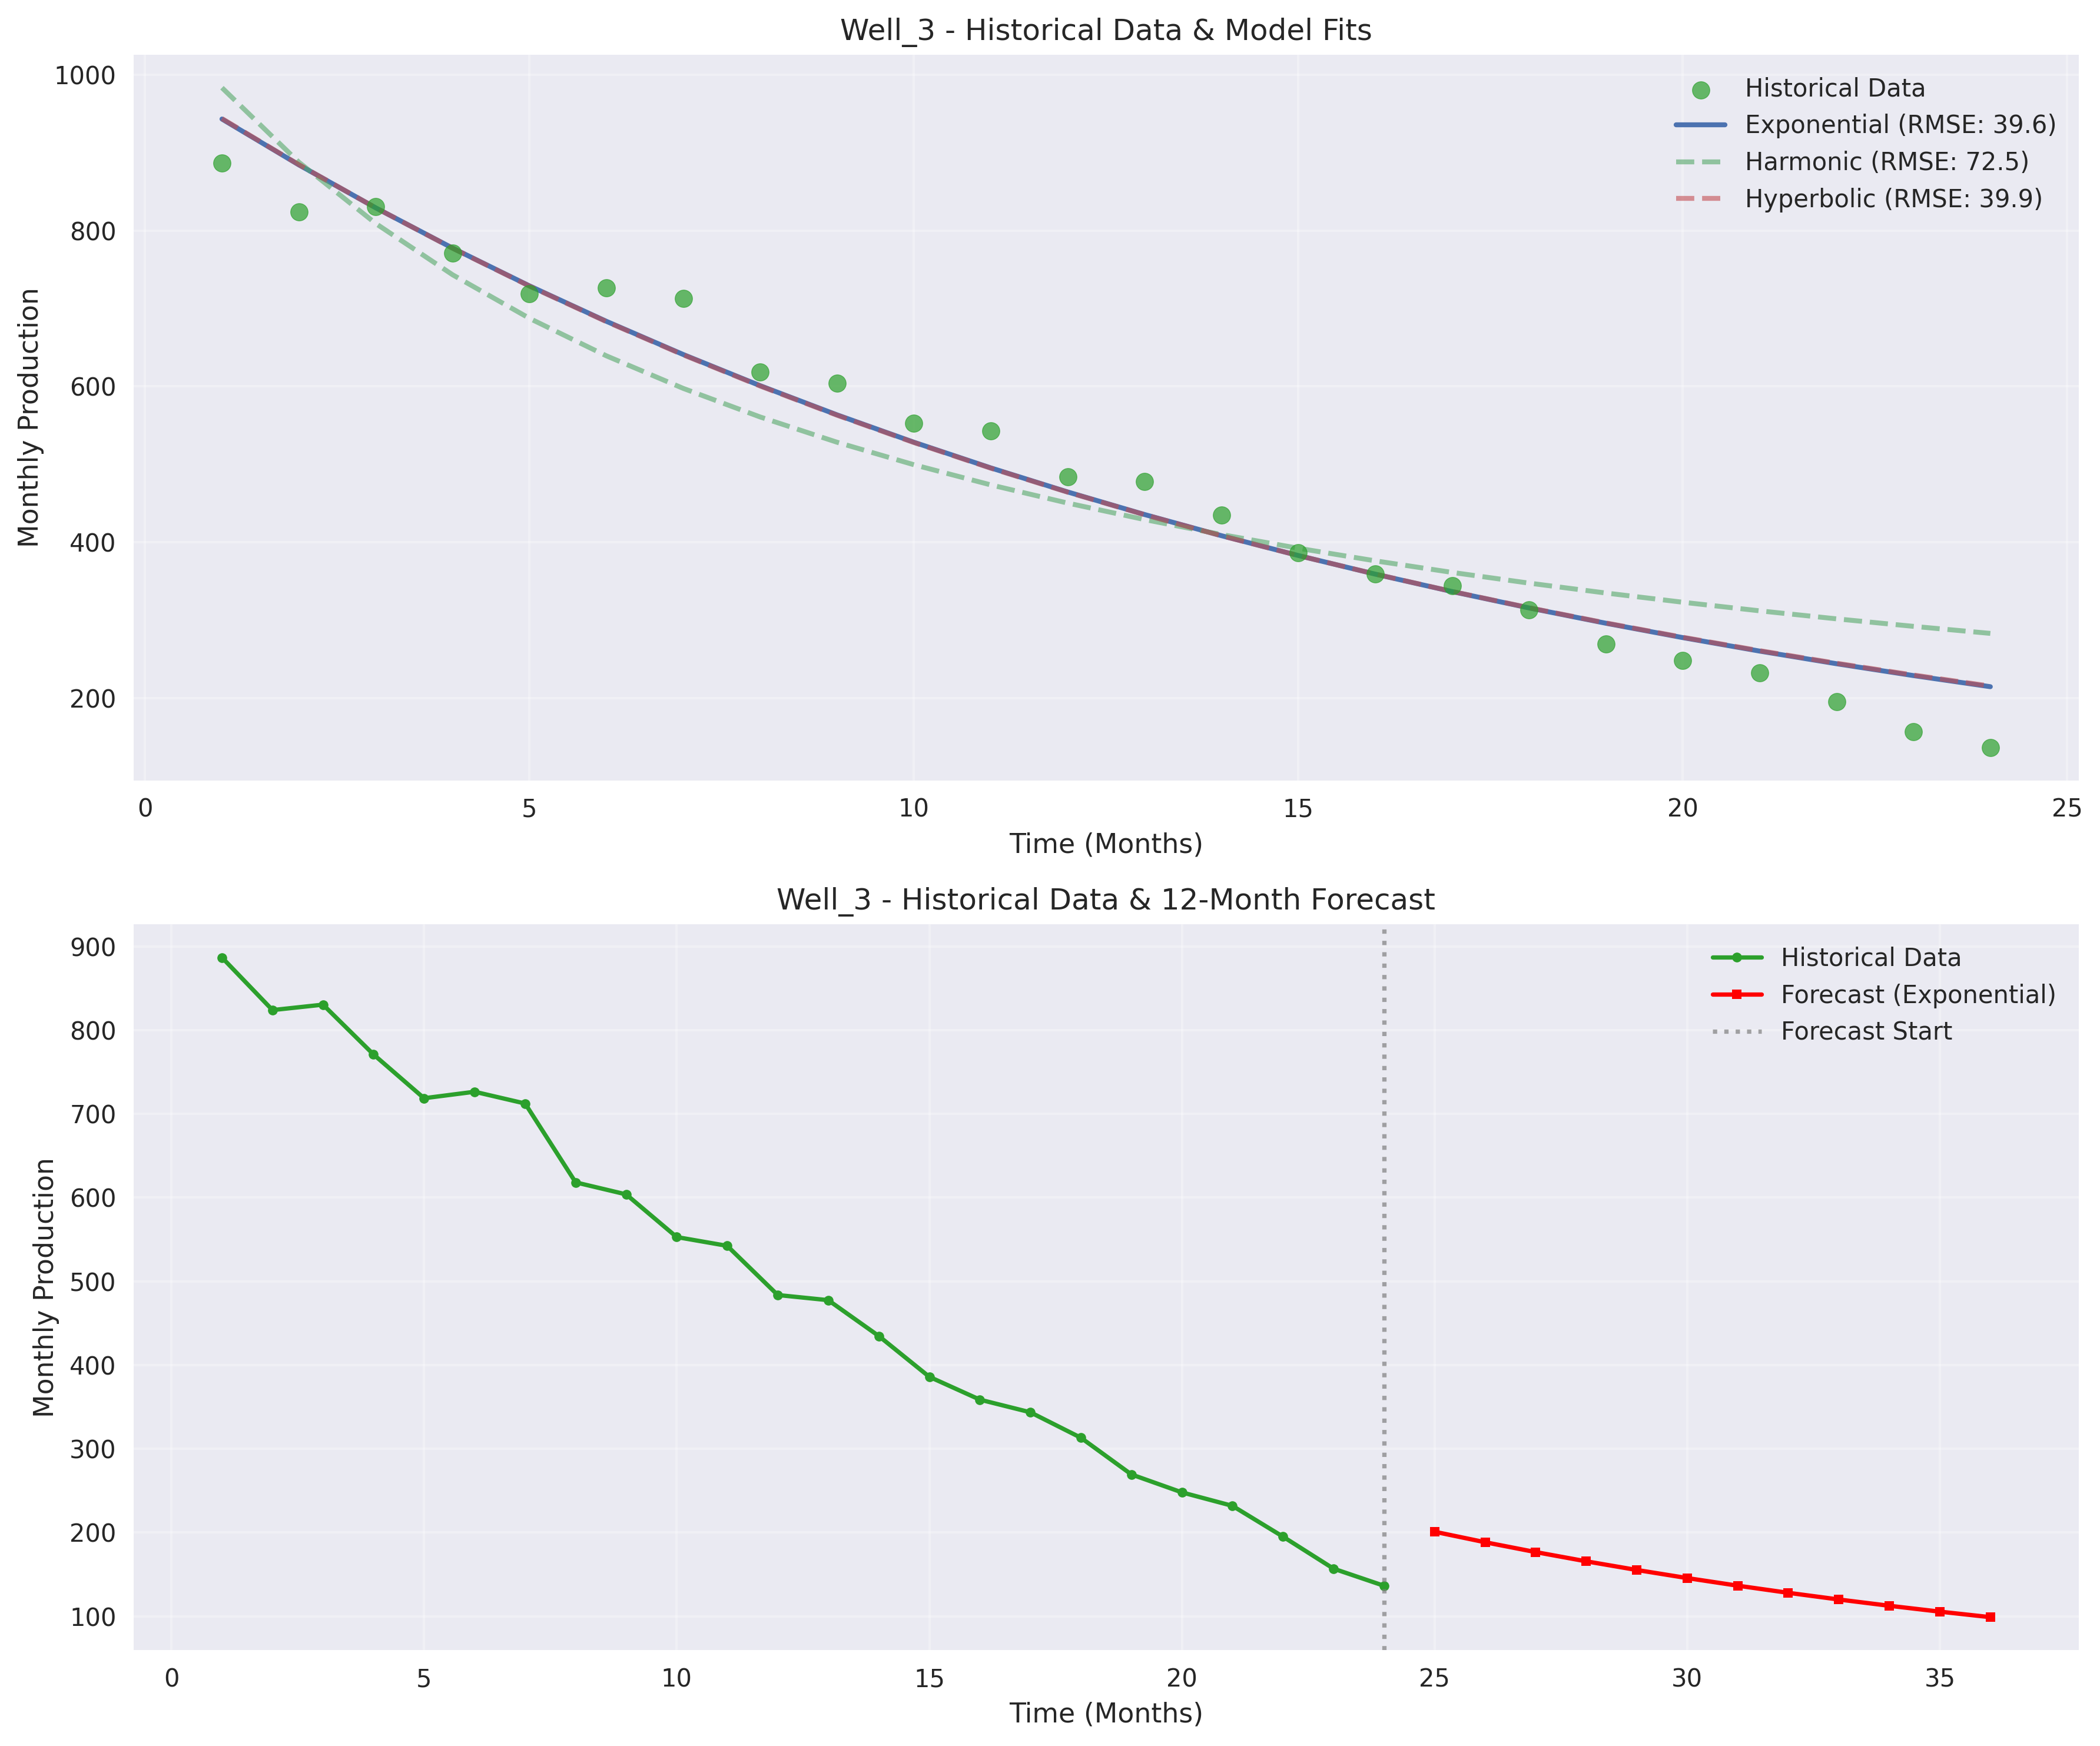 Well_3 - Historical Data & Model Fits
Monthly Production
1000
800
600
400
200
Historical Data
Exponential (RMSE: 39.6)
Harmonic (RMSE: 72.5)
Hyperbolic (RMSE: 39.9)
0 5 10 15 20 25
Time (Months)
Well_3 - Historical Data & 12-Month Forecast
Monthly Production
900
800
700
600
500
400
300
200
100
Historical Data
Forecast (Exponential)
Forecast Start
0 5 10 15 20 25 30 35
Time (Months)